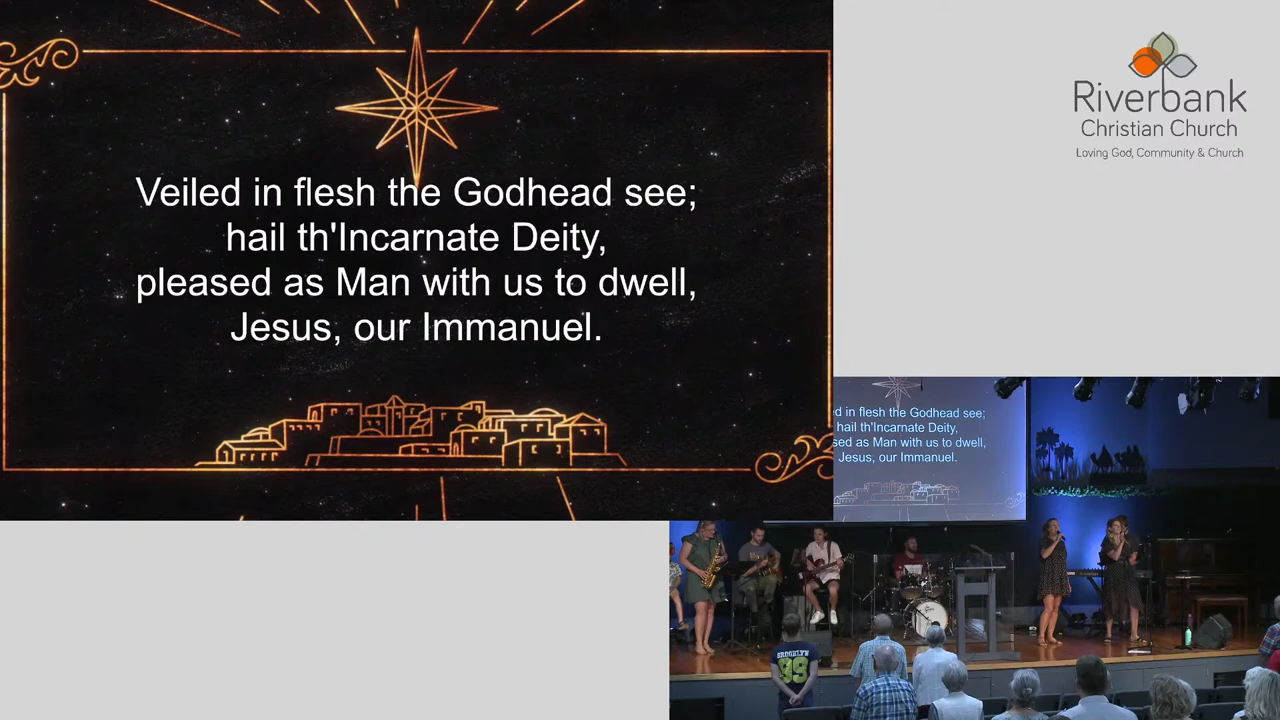 Veiled in flesh the Godhead see;
hail th'Incarnate Deity,
pleased as Man with us to dwell,
Jesus, our Immanuel.
Riverbank
Christian Church
Loving God, Community & Church
ed in flesh the Godhead see;
hail th'Incarnate Deity,
sed as Man with us to dwell,
Jesus, our Immanuel.
BROOKLYN
99